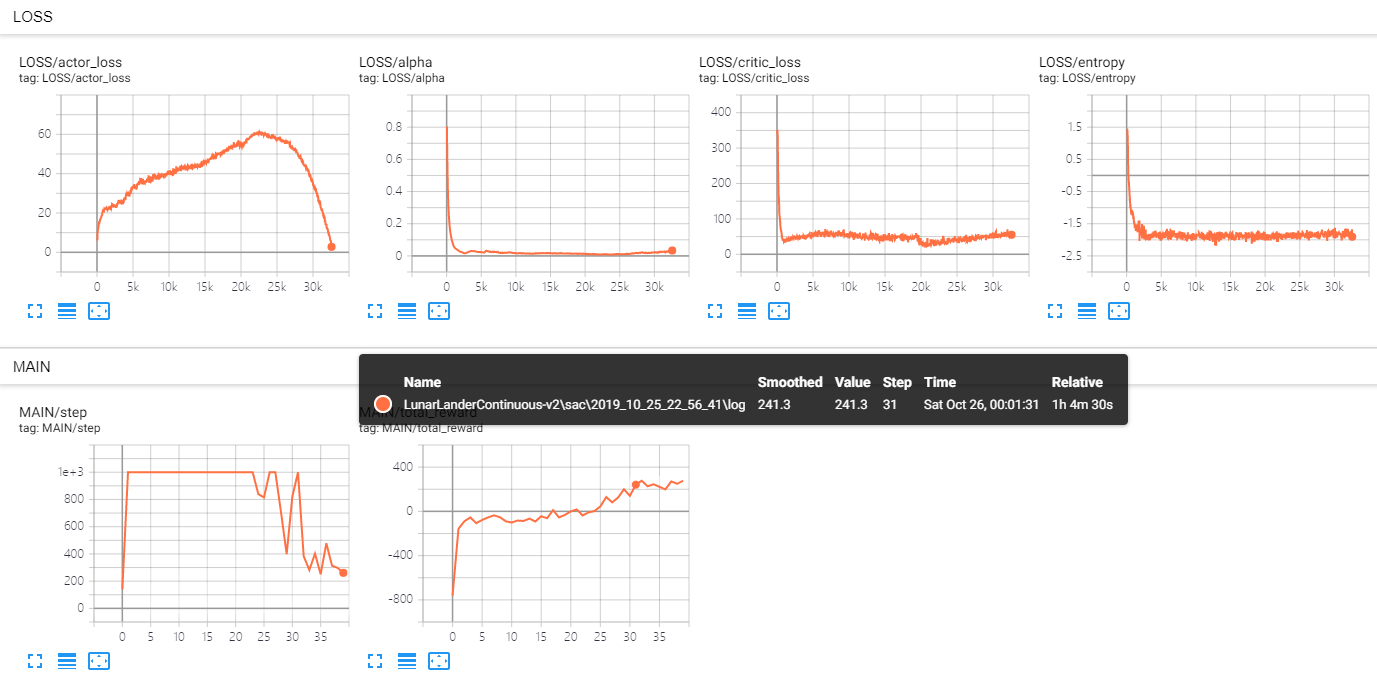 LOSS
LOSS/actor_loss
tag: LOSS/actor_loss
60
40
20
0
0 5k 10k 15k 20k 25k 30k
LOSS/alpha
tag: LOSS/alpha
0.8
0.6
0.4
0.2
0
0 5k 10k 15k 20k 25k 30k
LOSS/critic_loss
tag: LOSS/critic_loss
400
300
200
100
0
0 5k 10k 15k 20k 25k 30k
LOSS/entropy
tag: LOSS/entropy
1.5
0.5
-0.5
-1.5
-2.5
0 5k 10k 15k 20k 25k 30k
MAIN
Name Smoothed Value Step Time Relative
LunarLanderContinuous-v2\sac\2019_10_25_22_56_41\log 241.3 241.3 31 Sat Oct 26, 00:01:31 1h 4m 30s
MAIN/step
tag: MAIN/step
1e+3
800
600
400
200
0
0 5 10 15 20 25 30 35
MAIN/total_reward
tag: MAIN/total_reward
400
0
-400
-800
0 5 10 15 20 25 30 35